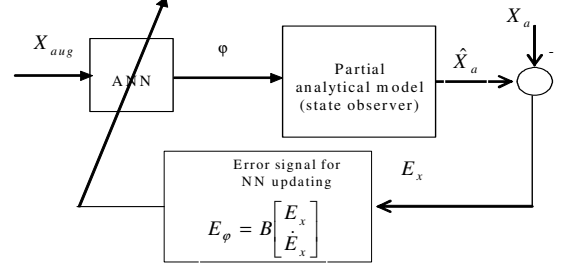 X_a
X_aug
φ
ANN
Partial
analytical model
(state observer)
X̂_a
-
Error signal for
NN updating
E_φ = B[E_x Ė_x]
E_x